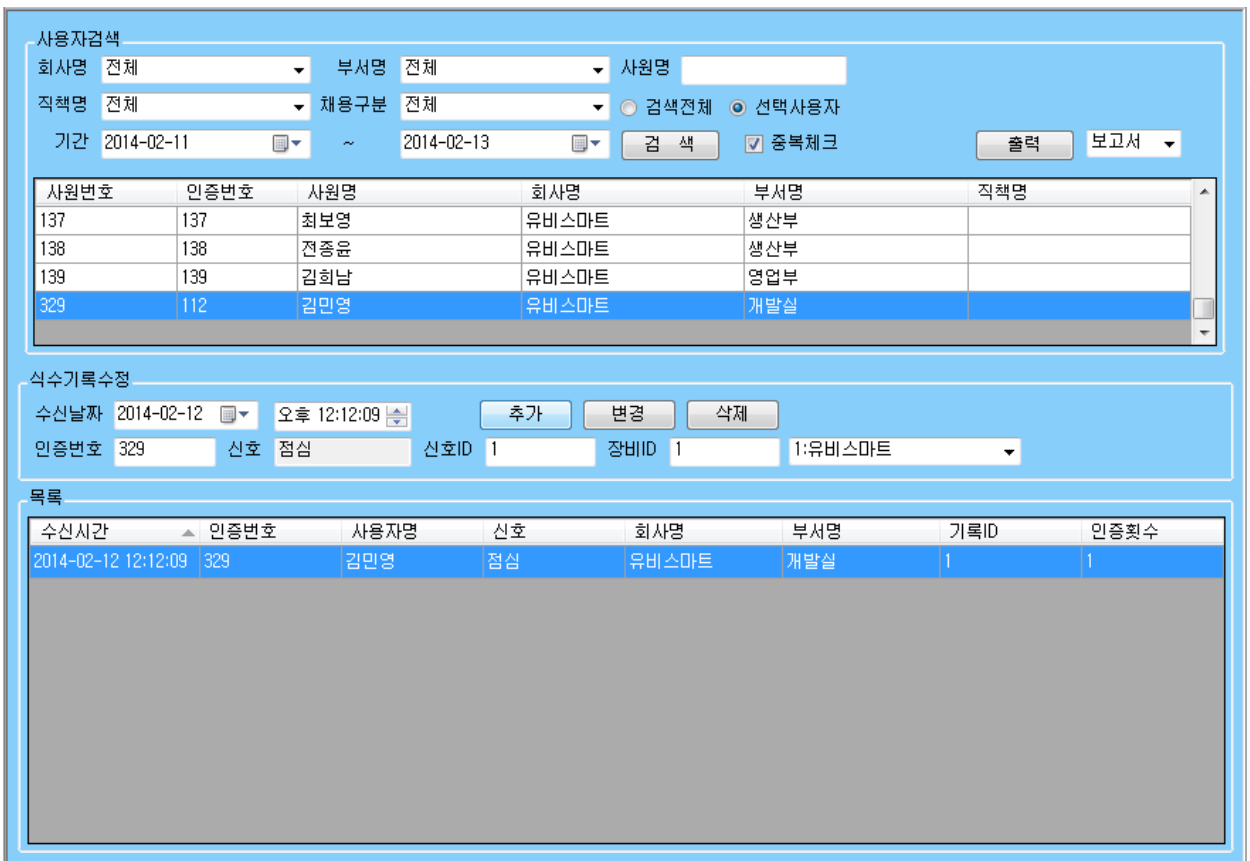 사용자검색
회사명 전체 부서명 전체 사원명
직책명 전체 채용구분 전체 검색전체 선택사용자
기간 2014-02-11 ~ 2014-02-13 검 색 중복체크 출력 보고서
사원번호 인증번호 사원명 회사명 부서명 직책명
137 137 최보영 유비스마트 생산부
138 138 전종윤 유비스마트 생산부
139 139 김희남 유비스마트 영업부
329 112 김민영 유비스마트 개발실
식수기록수정
수신날짜 2014-02-12 오후 12:12:09 추가 변경 삭제
인증번호 329 신호 점심 신호ID 1 장비ID 1 1:유비스마트
목록
수신시간 인증번호 사용자명 신호 회사명 부서명 기록ID 인증횟수
2014-02-12 12:12:09 329 김민영 점심 유비스마트 개발실 1 1